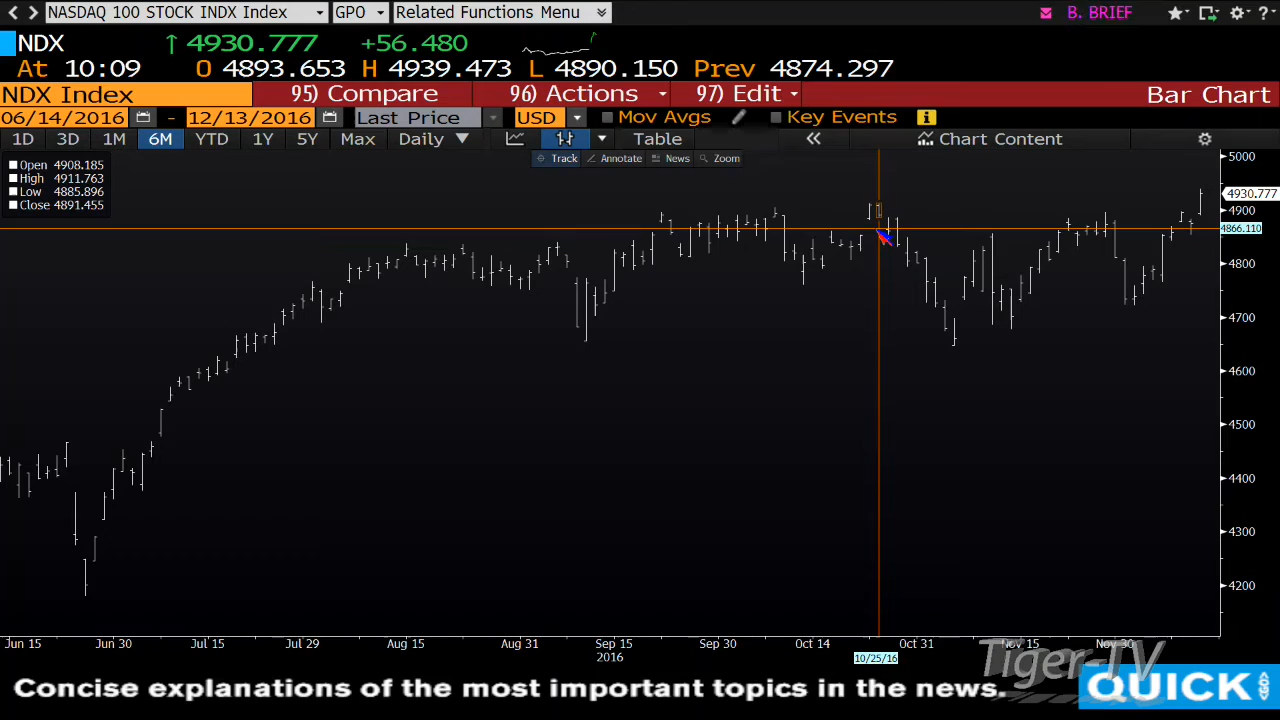 NASDAQ 100 STOCK INDX Index GPO Related Functions Menu B. BRIEF ?
NDX ↑ 4930.777 +56.480
At 10:09 O 4893.653 H 4939.473 L 4890.150 Prev 4874.297
NDX Index 95) Compare 96) Actions 97) Edit Bar Chart
06/14/2016 - 12/13/2016 Last Price USD Mov Avgs Key Events i
1D 3D 1M 6M YTD 1Y 5Y Max Daily Table « Chart Content
Track Annotate News Zoom
Open 4908.185
High 4911.763
Low 4885.896
Close 4891.455
5000
4930.777
4900
4866.110
4800
4700
4600
4500
4400
4300
4200
Jun 15 Jun 30 Jul 15 Jul 29 Aug 15 Aug 31 Sep 15 Sep 30 Oct 14 Oct 31 Nov 15 Nov 30
2016 10/25/16
Tiger-TV
Concise explanations of the most important topics in the news. QUICK